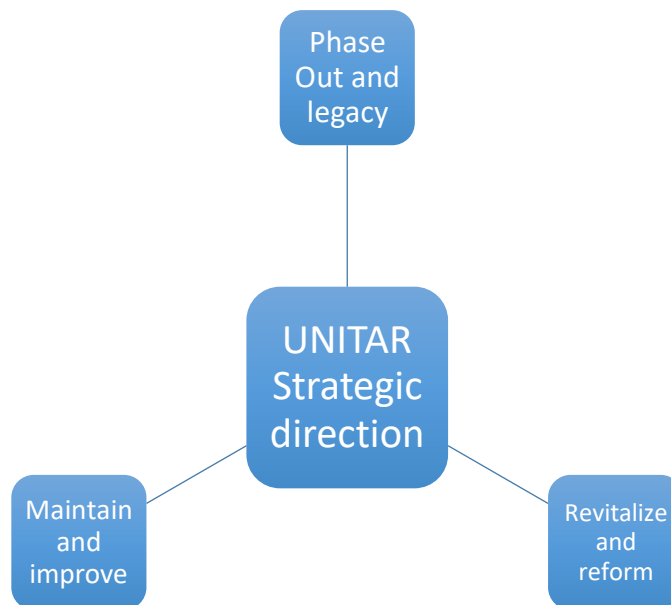 Phase
Out and
legacy
UNITAR
Strategic
direction
Maintain
and
improve
Revitalize
and
reform